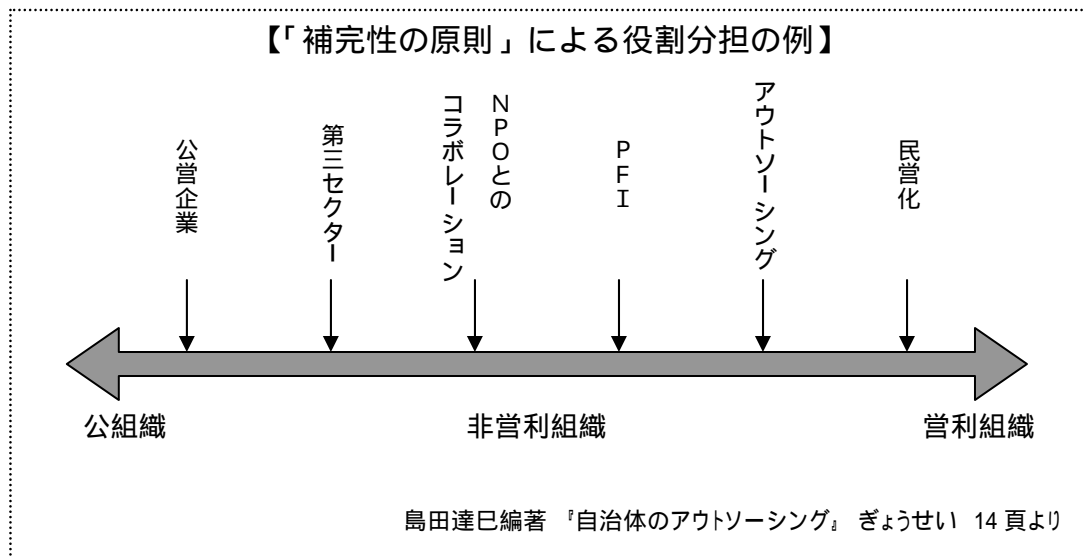 【「補完性の原則」による役割分担の例】
公営企業
第三セクター
NPOとの
コラボレーション
PFI
アウトソーシング
民営化
公組織
非営利組織
営利組織
島田達巳編著 『自治体のアウトソーシング』 ぎょうせい 14頁より